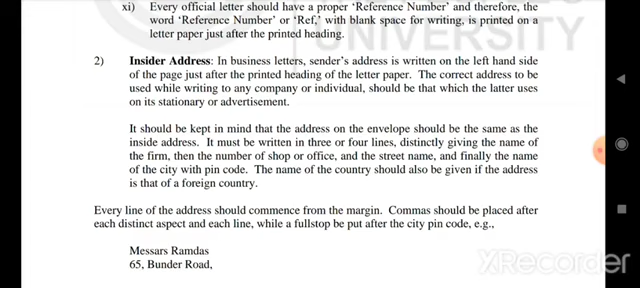 xi) Every official letter should have a proper ‘Reference Number’ and therefore, the
word ‘Reference Number’ or ‘Ref,’ with blank space for writing, is printed on a
letter paper just after the printed heading.
UNIVERSITY
2) Insider Address: In business letters, sender’s address is written on the left hand side
of the page just after the printed heading of the letter paper. The correct address to be
used while writing to any company or individual, should be that which the latter uses
on its stationary or advertisement.
It should be kept in mind that the address on the envelope should be the same as the
inside address. It must be written in three or four lines, distinctly giving the name of
the firm, then the number of shop or office, and the street name, and finally the name
of the city with pin code. The name of the country should also be given if the address
is that of a foreign country.
Every line of the address should commence from the margin. Commas should be placed after
each distinct aspect and each line, while a fullstop be put after the city pin code, e.g.,
Messars Ramdas
65, Bunder Road,
XRecorder